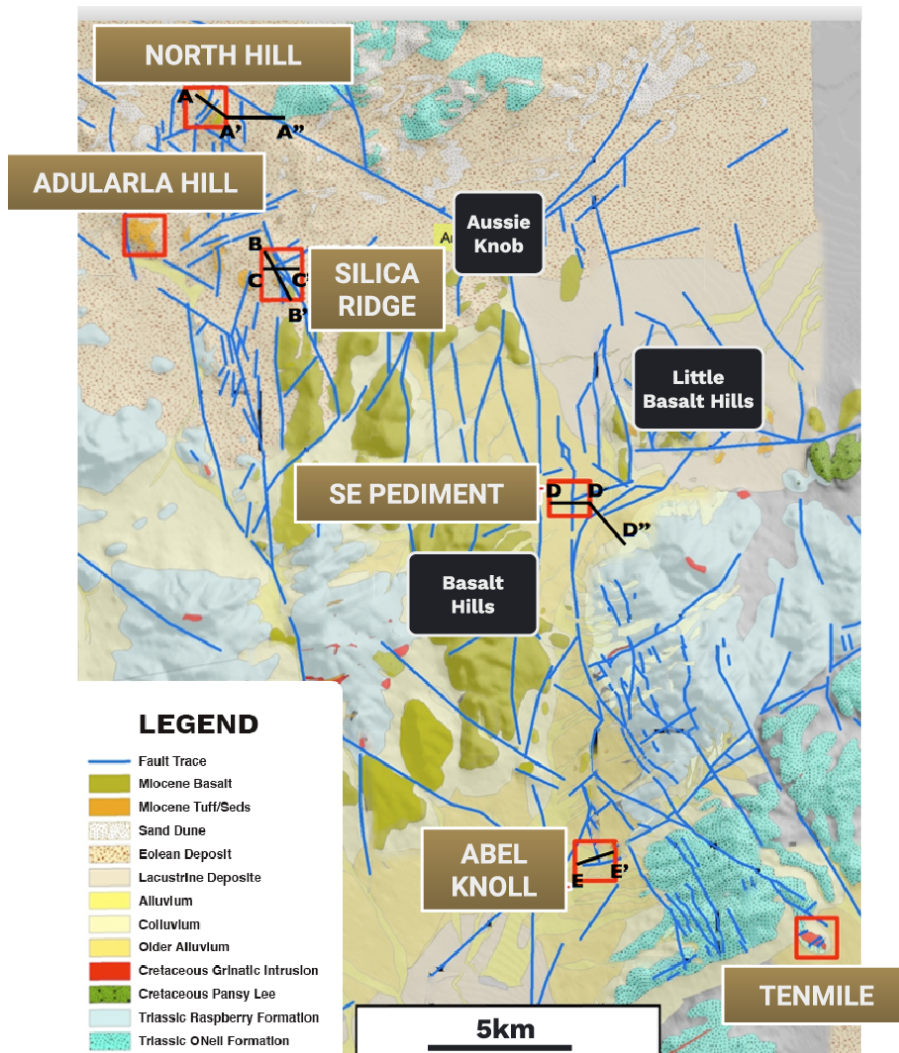 NORTH HILL
A
A'
A”
ADULARLA HILL
Aussie
Knob
B
C
C'
B'
SILICA
RIDGE
Little
Basalt Hills
SE PEDIMENT
D
D
D”
Basalt
Hills
LEGEND
Fault Trace
Miocene Basalt
Miocene Tuff/Seds
Sand Dune
Eolean Deposit
Lacustrine Deposite
Alluvium
Colluvium
Older Alluvium
Cretaceous Grinatic Intrusion
Cretaceous Pansy Lee
Triassic Raspberry Formation
Triassic ONell Formation
ABEL
KNOLL
E
E'
TENMILE
5km